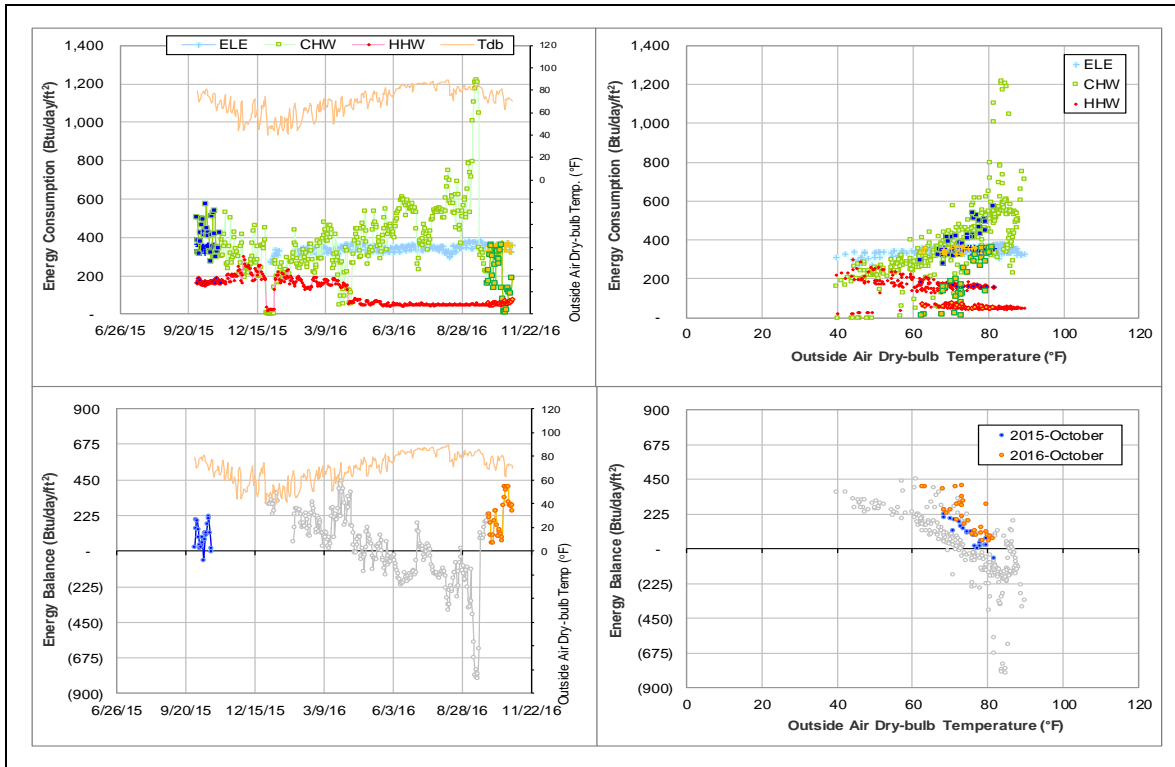 ELE CHW HHW Tdb
1,400
1,200
1,000
800
600
400
200
-
Energy Consumption (Btu/day/ft²)
120
100
80
60
40
20
0
Outside Air Dry-bulb Temp. (°F)
6/26/15 9/20/15 12/15/15 3/9/16 6/3/16 8/28/16 11/22/16
1,400
1,200
1,000
800
600
400
200
-
Energy Consumption (Btu/day/ft²)
ELE
CHW
HHW
0 20 40 60 80 100 120
Outside Air Dry-bulb Temperature (°F)
900
675
450
225
-
(225)
(450)
(675)
(900)
Energy Balance (Btu/day/ft²)
120
100
80
60
40
20
0
Outside Air Dry-bulb Temp (°F)
6/26/15 9/20/15 12/15/15 3/9/16 6/3/16 8/28/16 11/22/16
900
675
450
225
-
(225)
(450)
(675)
(900)
Energy Balance (Btu/day/ft²)
2015-October
2016-October
0 20 40 60 80 100 120
Outside Air Dry-bulb Temperature (°F)